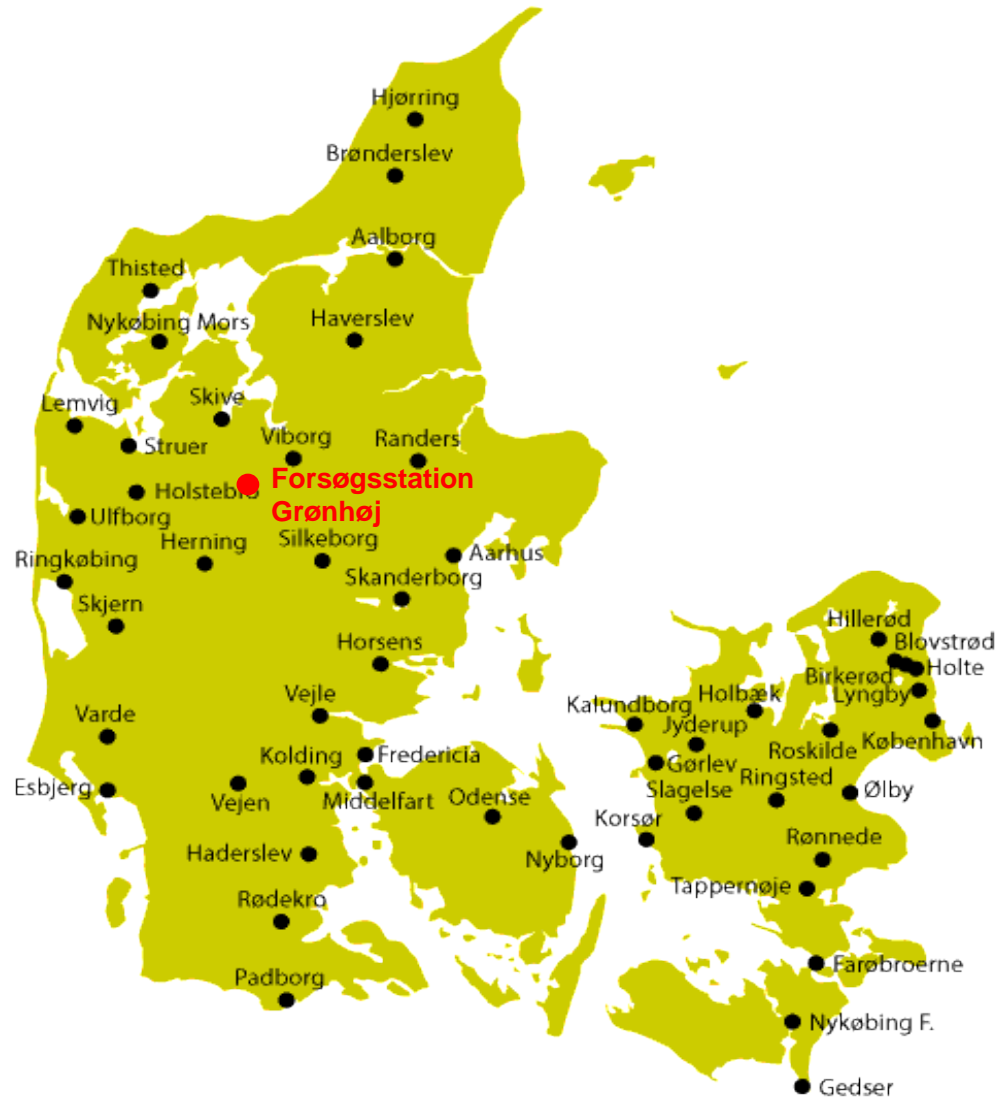 Hjørring
Brønderslev
Aalborg
Thisted
Nykøbing Mors
Haverslev
Lemvig
Skive
Struer
Viborg
Randers
Forsøgsstation
Grønhøj
Holstebro
Ulfborg
Herning
Silkeborg
Aarhus
Ringkøbing
Skanderborg
Skjern
Horsens
Hillerød
Blovstrød
Birkerød
Holte
Lyngby
Vejle
Varde
Kalundborg
Holbæk
Jyderup
Roskilde
København
Kolding
Fredericia
Gørlev
Ringsted
Esbjerg
Vejen
Middelfart
Odense
Slagelse
Ølby
Korsør
Haderslev
Nyborg
Rønnede
Tappernøje
Rødekro
Farøbroerne
Padborg
Nykøbing F.
Gedser